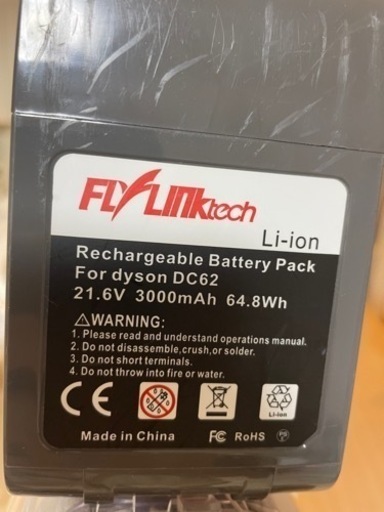 FLYLINKtech
Li-ion
Rechargeable Battery Pack
For dyson DC62
21.6V 3000mAh 64.8Wh
⚠WARNING:
1. Please read and understand operations manual.
2. Do not disassemble,crush,or solder.
3. Do not short terminals.
4. Do not throw into fire or water.
CE
Li-ion
Made in China FC RoHS